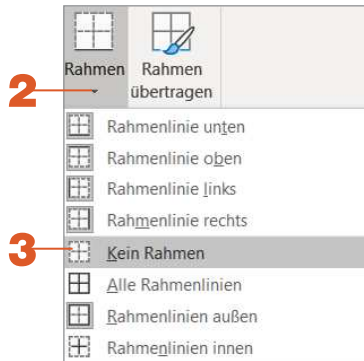 Rahmen Rahmen
2 übertragen
Rahmenlinie unten
Rahmenlinie oben
Rahmenlinie links
Rahmenlinie rechts
3 Kein Rahmen
Alle Rahmenlinien
Rahmenlinien außen
Rahmenlinien innen